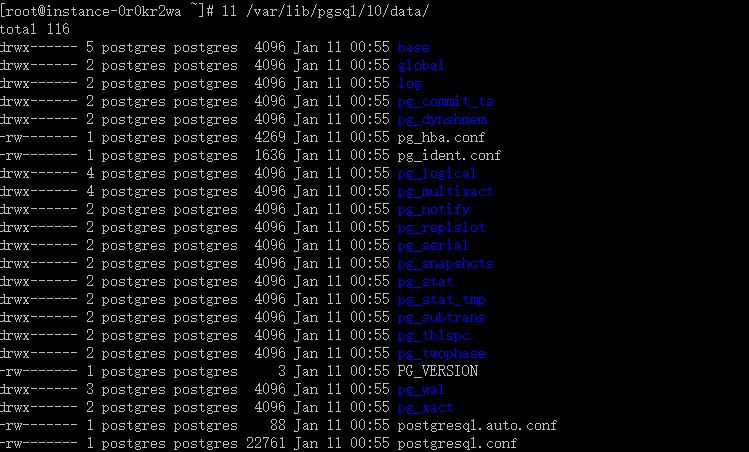 [root@instance-0r0kr2wa ~]# ll /var/lib/pgsql/10/data/
total 116
drwx------ 5 postgres postgres  4096 Jan 11 00:55 base
drwx------ 2 postgres postgres  4096 Jan 11 00:55 global
drwx------ 2 postgres postgres  4096 Jan 11 00:55 log
drwx------ 2 postgres postgres  4096 Jan 11 00:55 pg_commit_ts
drwx------ 2 postgres postgres  4096 Jan 11 00:55 pg_dynshmem
-rw------- 1 postgres postgres  4269 Jan 11 00:55 pg_hba.conf
-rw------- 1 postgres postgres  1636 Jan 11 00:55 pg_ident.conf
drwx------ 4 postgres postgres  4096 Jan 11 00:55 pg_logical
drwx------ 4 postgres postgres  4096 Jan 11 00:55 pg_multixact
drwx------ 2 postgres postgres  4096 Jan 11 00:55 pg_notify
drwx------ 2 postgres postgres  4096 Jan 11 00:55 pg_replslot
drwx------ 2 postgres postgres  4096 Jan 11 00:55 pg_serial
drwx------ 2 postgres postgres  4096 Jan 11 00:55 pg_snapshots
drwx------ 2 postgres postgres  4096 Jan 11 00:55 pg_stat
drwx------ 2 postgres postgres  4096 Jan 11 00:55 pg_stat_tmp
drwx------ 2 postgres postgres  4096 Jan 11 00:55 pg_subtrans
drwx------ 2 postgres postgres  4096 Jan 11 00:55 pg_tblspc
drwx------ 2 postgres postgres  4096 Jan 11 00:55 pg_twophase
-rw------- 1 postgres postgres     3 Jan 11 00:55 PG_VERSION
drwx------ 3 postgres postgres  4096 Jan 11 00:55 pg_wal
drwx------ 2 postgres postgres  4096 Jan 11 00:55 pg_xact
-rw------- 1 postgres postgres    88 Jan 11 00:55 postgresql.auto.conf
-rw------- 1 postgres postgres 22761 Jan 11 00:55 postgresql.conf